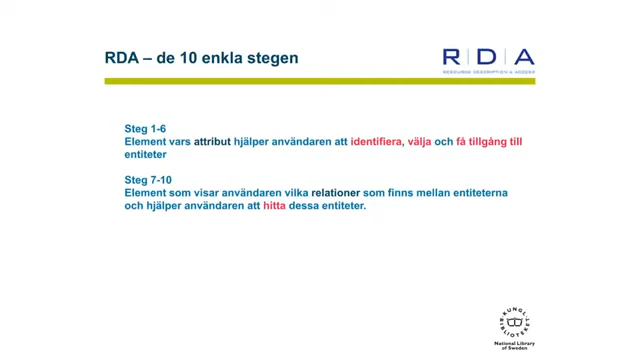 RDA – de 10 enkla stegen
R D A
RESOURCE DESCRIPTION & ACCESS
Steg 1-6
Element vars attribut hjälper användaren att identifiera, välja och få tillgång till
entiteter
Steg 7-10
Element som visar användaren vilka relationer som finns mellan entiteterna
och hjälper användaren att hitta dessa entiteter.
KUNGL. BIBLIOTEKET
National Library
of Sweden